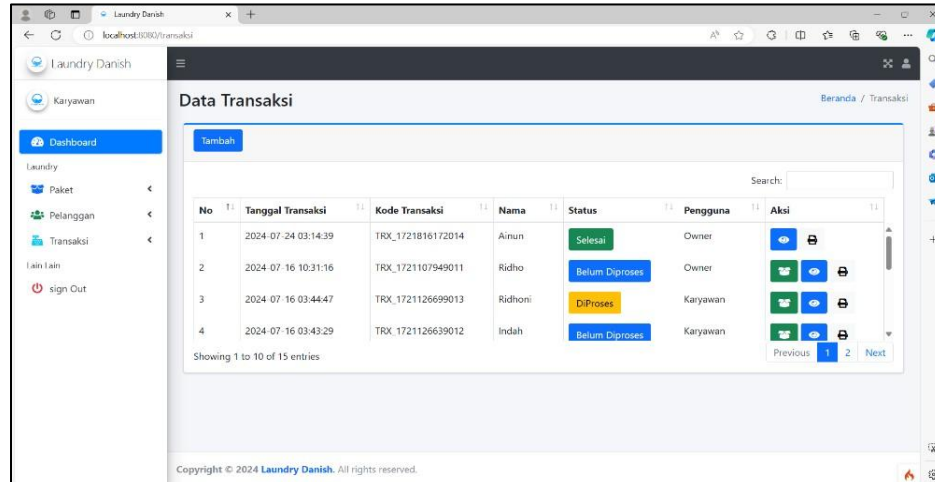 Laundry Danish
localhost:8080/transaksi
Laundry Danish
Karyawan
Dashboard
Laundry
Paket
Pelanggan
Transaksi
Lain Lain
sign Out
Data Transaksi
Beranda / Transaksi
Tambah
Search:
No Tanggal Transaksi Kode Transaksi Nama Status Pengguna Aksi
1 2024-07-24 03:14:39 TRX_1721816172014 Ainun Selesai Owner
2 2024-07-16 10:31:16 TRX_1721107949011 Ridho Belum Diproses Owner
3 2024-07-16 03:44:47 TRX_1721126699013 Ridhoni DiProses Karyawan
4 2024-07-16 03:43:29 TRX_1721126639012 Indah Belum Diproses Karyawan
Showing 1 to 10 of 15 entries
Previous 1 2 Next
Copyright © 2024 Laundry Danish. All rights reserved.